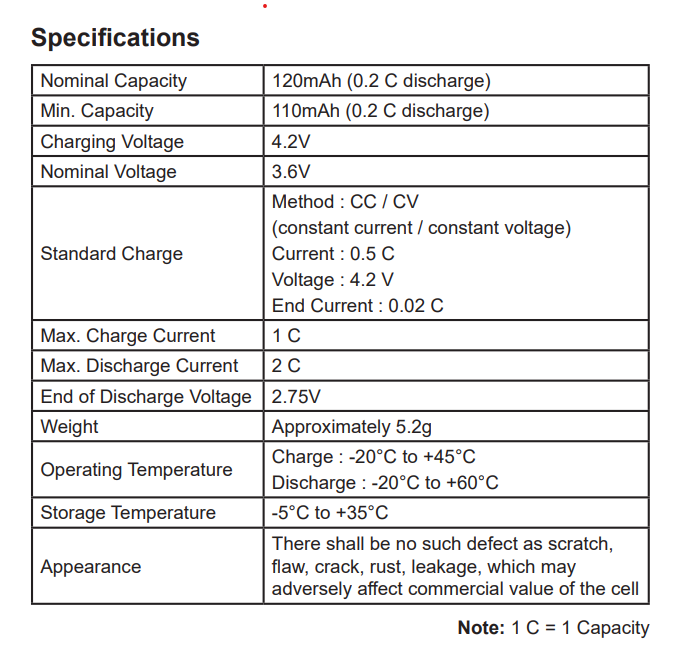 Specifications
Nominal Capacity 120mAh (0.2 C discharge)
Min. Capacity 110mAh (0.2 C discharge)
Charging Voltage 4.2V
Nominal Voltage 3.6V
Standard Charge
Method : CC / CV
(constant current / constant voltage)
Current : 0.5 C
Voltage : 4.2 V
End Current : 0.02 C
Max. Charge Current 1 C
Max. Discharge Current 2 C
End of Discharge Voltage 2.75V
Weight Approximately 5.2g
Operating Temperature
Charge : -20°C to +45°C
Discharge : -20°C to +60°C
Storage Temperature -5°C to +35°C
Appearance
There shall be no such defect as scratch,
flaw, crack, rust, leakage, which may
adversely affect commercial value of the cell
Note: 1 C = 1 Capacity